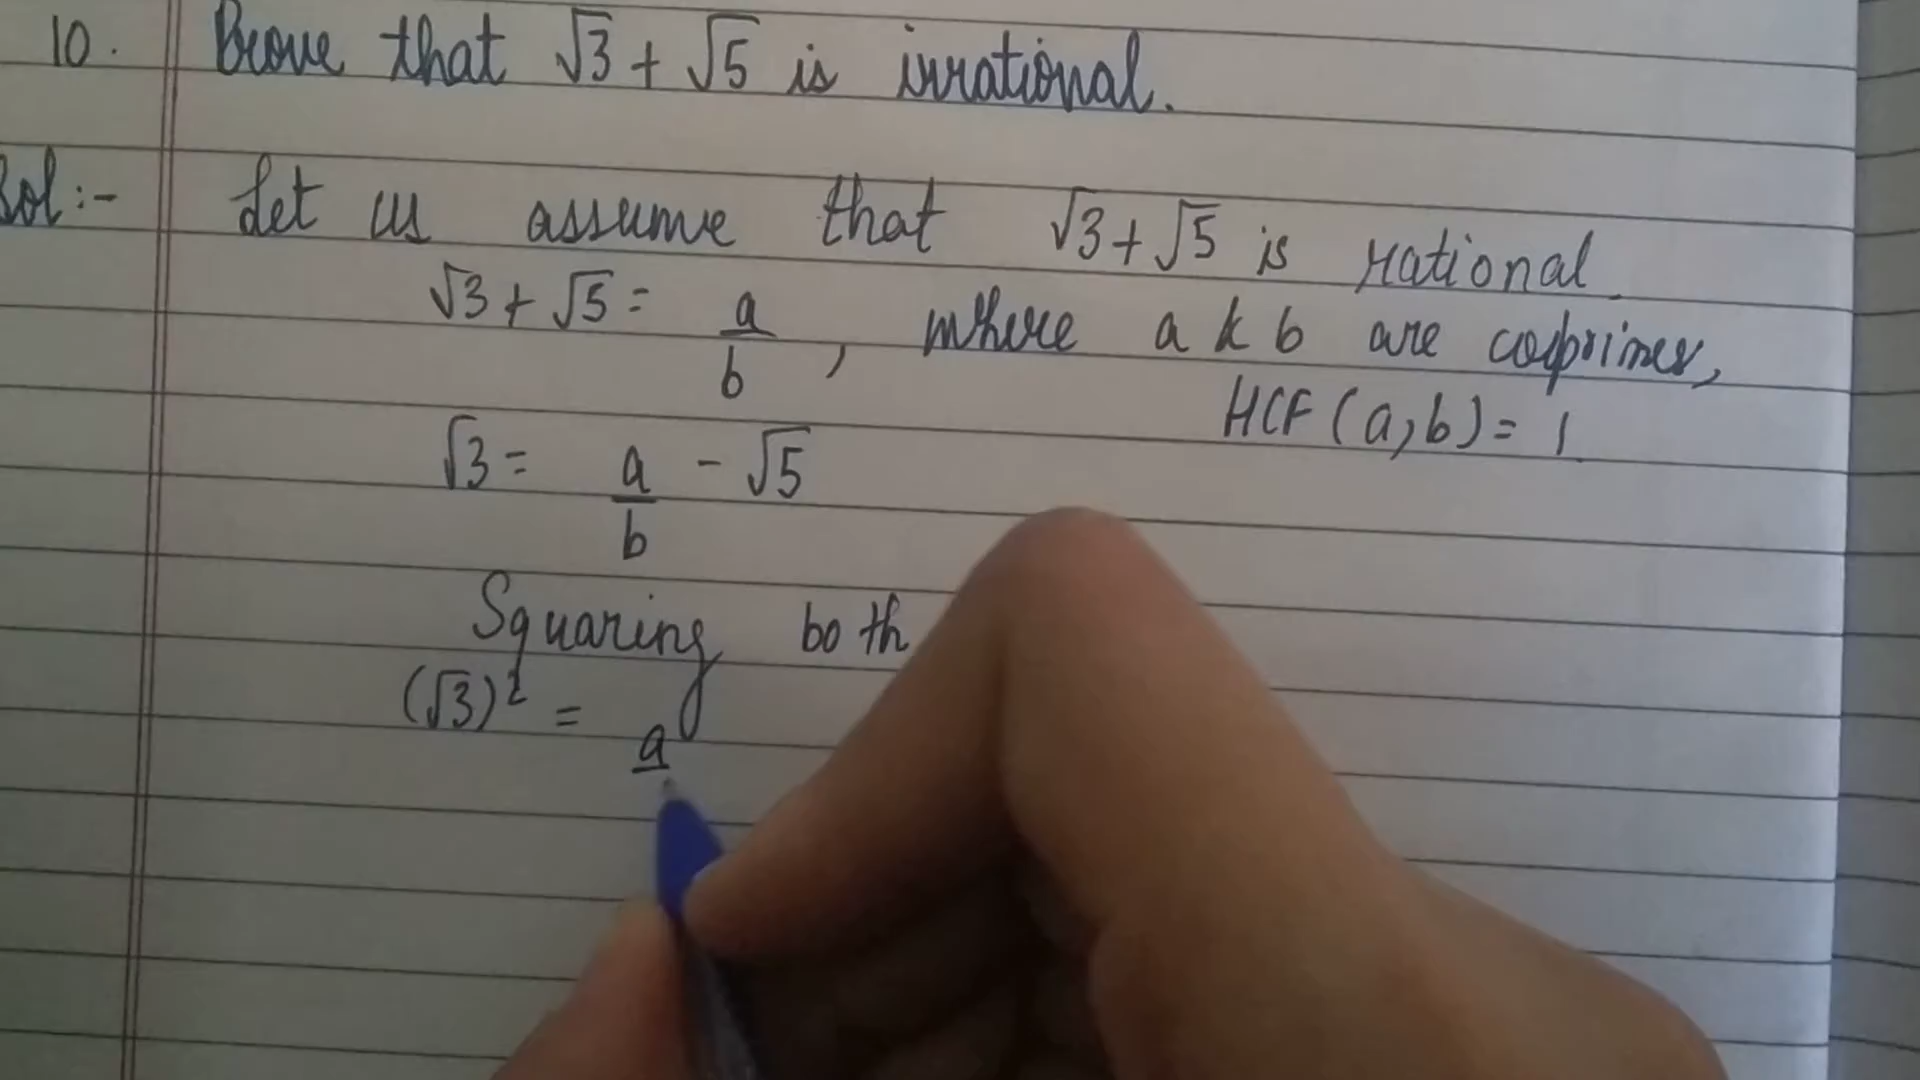 10. Prove that √3 + √5 is irrational.
Sol:- Let us assume that √3 + √5 is rational.
√3 + √5 = a/b , where a & b are coprimes,
HCF (a,b) = 1
√3 = a/b - √5
Squaring both
(√3)² = a